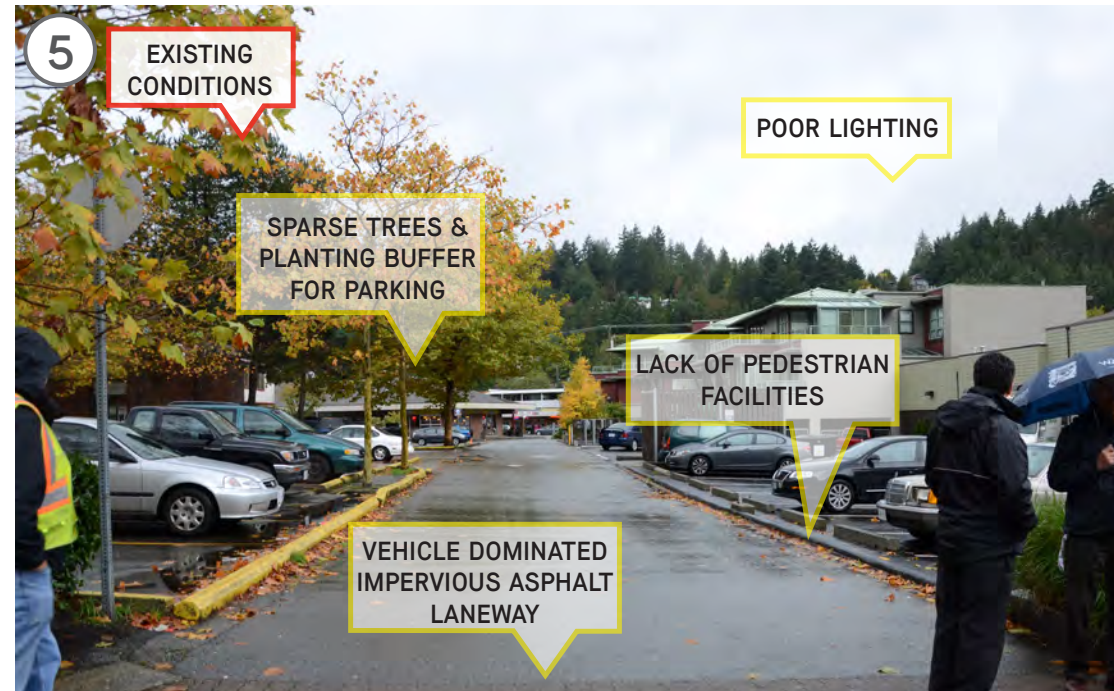 5
EXISTING
CONDITIONS
POOR LIGHTING
SPARSE TREES &
PLANTING BUFFER
FOR PARKING
LACK OF PEDESTRIAN
FACILITIES
VEHICLE DOMINATED
IMPERVIOUS ASPHALT
LANEWAY